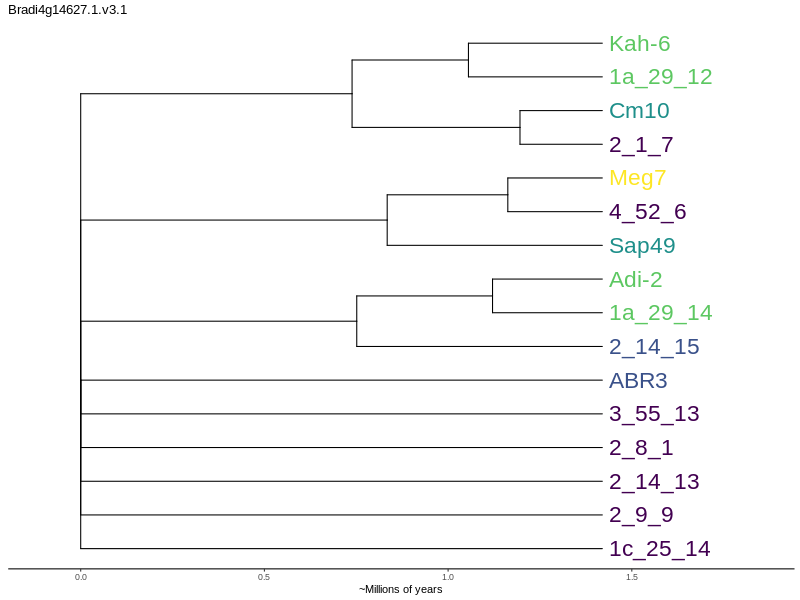 Bradi4g14627.1.v3.1
Kah-6
1a_29_12
Cm10
2_1_7
Meg7
4_52_6
Sap49
Adi-2
1a_29_14
2_14_15
ABR3
3_55_13
2_8_1
2_14_13
2_9_9
1c_25_14
0.0 0.5 1.0 1.5
~Millions of years